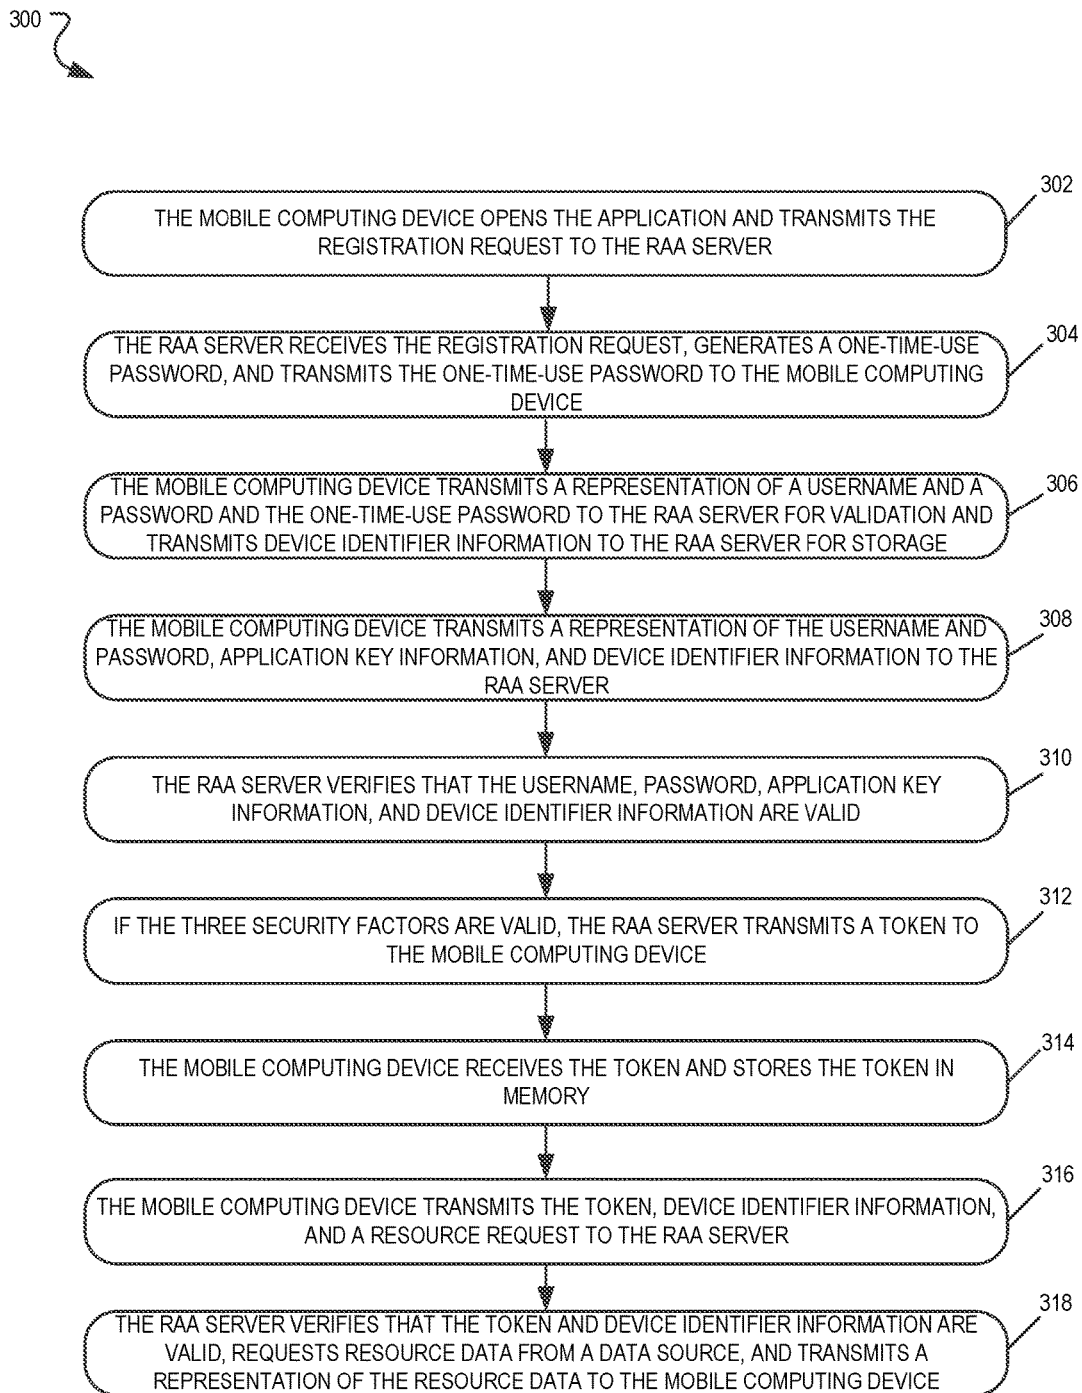 300
302
THE MOBILE COMPUTING DEVICE OPENS THE APPLICATION AND TRANSMITS THE
REGISTRATION REQUEST TO THE RAA SERVER
304
THE RAA SERVER RECEIVES THE REGISTRATION REQUEST, GENERATES A ONE-TIME-USE
PASSWORD, AND TRANSMITS THE ONE-TIME-USE PASSWORD TO THE MOBILE COMPUTING
DEVICE
306
THE MOBILE COMPUTING DEVICE TRANSMITS A REPRESENTATION OF A USERNAME AND A
PASSWORD AND THE ONE-TIME-USE PASSWORD TO THE RAA SERVER FOR VALIDATION AND
TRANSMITS DEVICE IDENTIFIER INFORMATION TO THE RAA SERVER FOR STORAGE
308
THE MOBILE COMPUTING DEVICE TRANSMITS A REPRESENTATION OF THE USERNAME AND
PASSWORD, APPLICATION KEY INFORMATION, AND DEVICE IDENTIFIER INFORMATION TO THE
RAA SERVER
310
THE RAA SERVER VERIFIES THAT THE USERNAME, PASSWORD, APPLICATION KEY
INFORMATION, AND DEVICE IDENTIFIER INFORMATION ARE VALID
312
IF THE THREE SECURITY FACTORS ARE VALID, THE RAA SERVER TRANSMITS A TOKEN TO
THE MOBILE COMPUTING DEVICE
314
THE MOBILE COMPUTING DEVICE RECEIVES THE TOKEN AND STORES THE TOKEN IN
MEMORY
316
THE MOBILE COMPUTING DEVICE TRANSMITS THE TOKEN, DEVICE IDENTIFIER INFORMATION,
AND A RESOURCE REQUEST TO THE RAA SERVER
318
THE RAA SERVER VERIFIES THAT THE TOKEN AND DEVICE IDENTIFIER INFORMATION ARE
VALID, REQUESTS RESOURCE DATA FROM A DATA SOURCE, AND TRANSMITS A
REPRESENTATION OF THE RESOURCE DATA TO THE MOBILE COMPUTING DEVICE